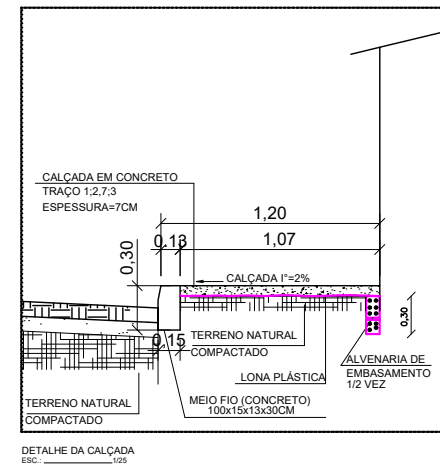 CALÇADA EM CONCRETO
TRAÇO 1;2,7;3
ESPESSURA=7CM
1,20
0,13
1,07
0,30
CALÇADA I°=2%
0,30
0,15
TERRENO NATURAL
COMPACTADO
ALVENARIA DE
EMBASAMENTO
1/2 VEZ
LONA PLÁSTICA
MEIO FIO (CONCRETO)
100x15x13x30CM
TERRENO NATURAL
COMPACTADO
DETALHE DA CALÇADA
ESC.: 1/25